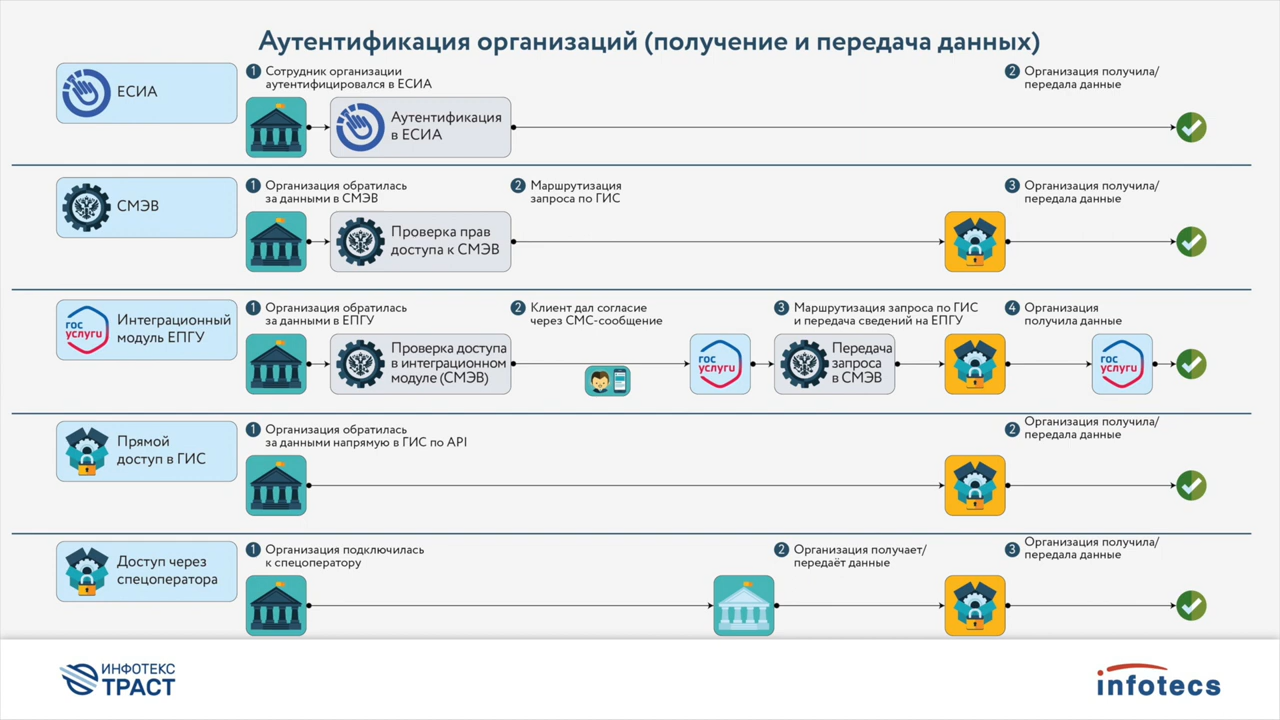 Аутентификация организаций (получение и передача данных)
ЕСИА
1 Сотрудник организации
аутентифицировался в ЕСИА
2 Организация получила/
передала данные
Аутентификация
в ЕСИА
СМЭВ
1 Организация обратилась
за данными в СМЭВ
2 Маршрутизация
запроса по ГИС
3 Организация получила/
передала данные
Проверка прав
доступа к СМЭВ
гос
услуги
Интеграционный
модуль ЕПГУ
1 Организация обратилась
за данными в ЕПГУ
2 Клиент дал согласие
через СМС-сообщение
3 Маршрутизация запроса по ГИС
и передача сведений на ЕПГУ
4 Организация
получила данные
Проверка доступа
в интеграционном
модуле (СМЭВ)
гос
услуги
Передача
запроса
в СМЭВ
гос
услуги
Прямой
доступ в ГИС
1 Организация обратилась
за данными напрямую в ГИС по API
2 Организация получила/
передала данные
Доступ через
спецоператора
1 Организация подключилась
к спецоператору
2 Организация получает/
передаёт данные
3 Организация получила/
передала данные
ИНФОТЕКС
ТРАСТ
infotecs